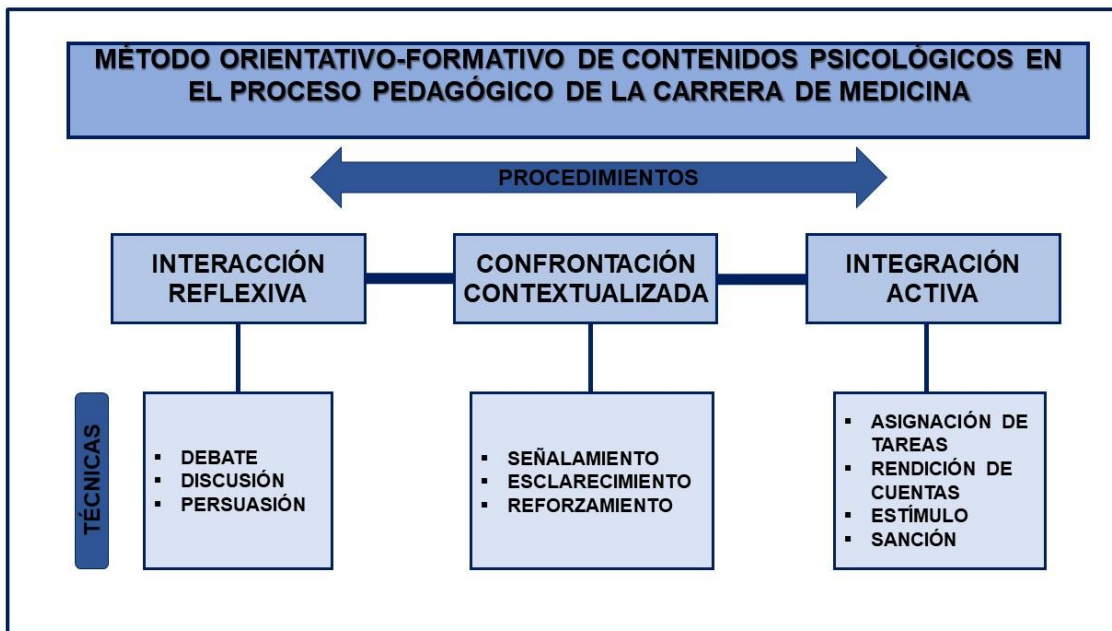 MÉTODO ORIENTATIVO-FORMATIVO DE CONTENIDOS PSICOLÓGICOS EN
EL PROCESO PEDAGÓGICO DE LA CARRERA DE MEDICINA
PROCEDIMIENTOS
INTERACCIÓN
REFLEXIVA
CONFRONTACIÓN
CONTEXTUALIZADA
INTEGRACIÓN
ACTIVA
TÉCNICAS
▪ DEBATE
▪ DISCUSIÓN
▪ PERSUASIÓN
▪ SEÑALAMIENTO
▪ ESCLARECIMIENTO
▪ REFORZAMIENTO
▪ ASIGNACIÓN DE
TAREAS
▪ RENDICIÓN DE
CUENTAS
▪ ESTÍMULO
▪ SANCIÓN